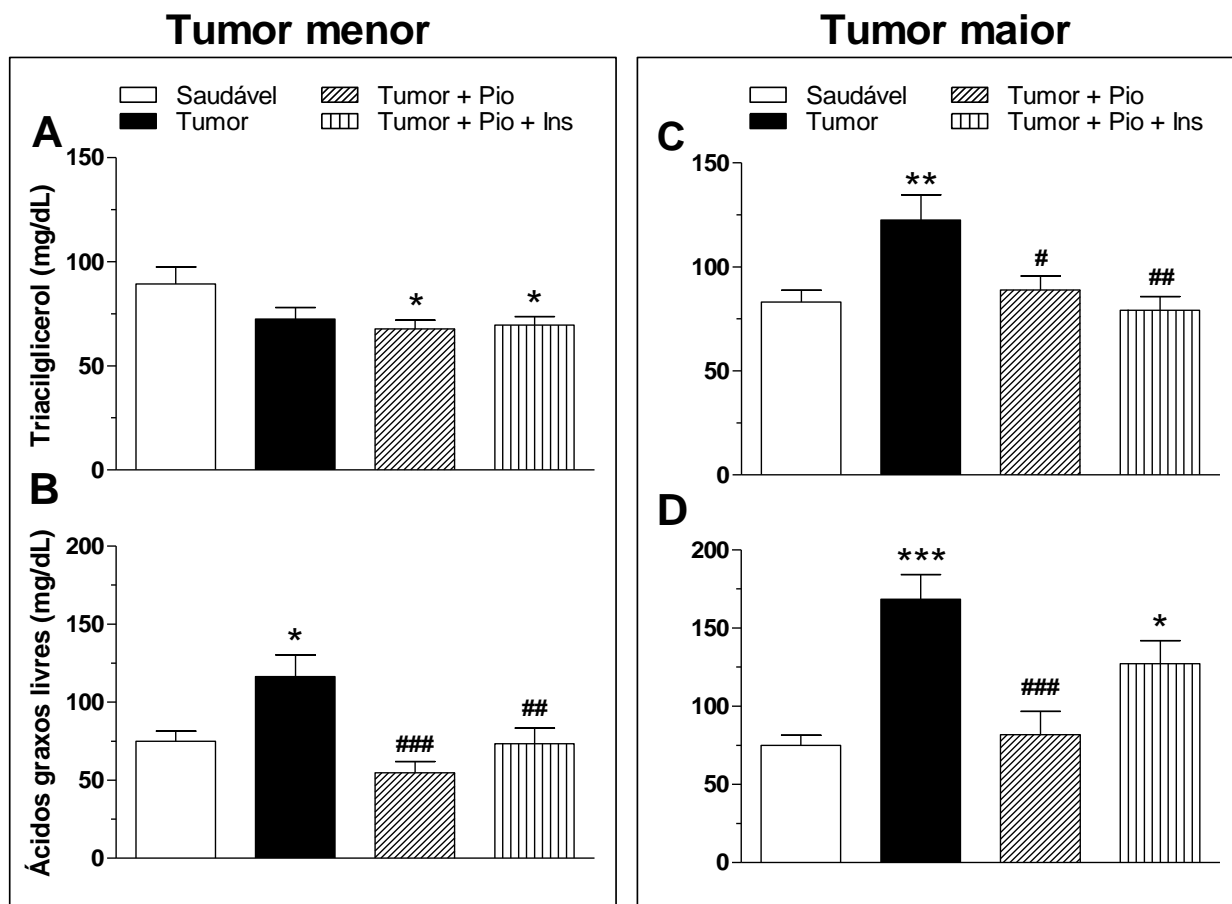 Tumor menor
Saudável
Tumor + Pio
Tumor
Tumor + Pio + Ins
A
Triacilglicerol (mg/dL)
150
100
50
0
*
*
B
Ácidos graxos livres (mg/dL)
200
150
100
50
0
*
###
##
Tumor maior
Saudável
Tumor + Pio
Tumor
Tumor + Pio + Ins
C
150
100
50
0
**
#
##
D
200
150
100
50
0
***
###
*